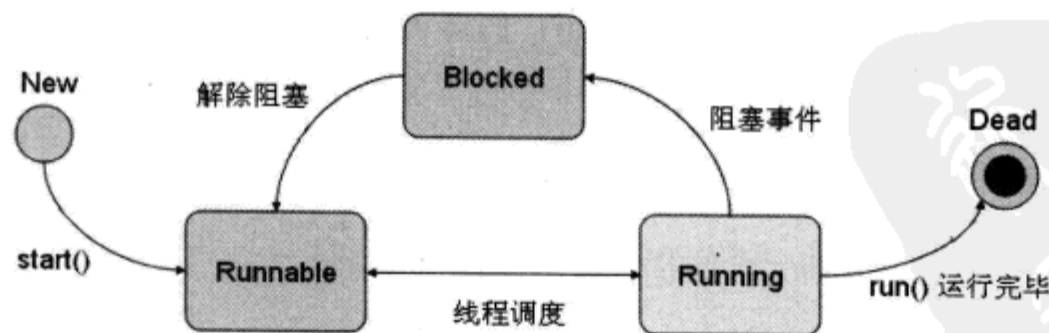 New
Blocked
解除阻塞
阻塞事件
Dead
start()
Runnable
Running
线程调度
run() 运行完毕